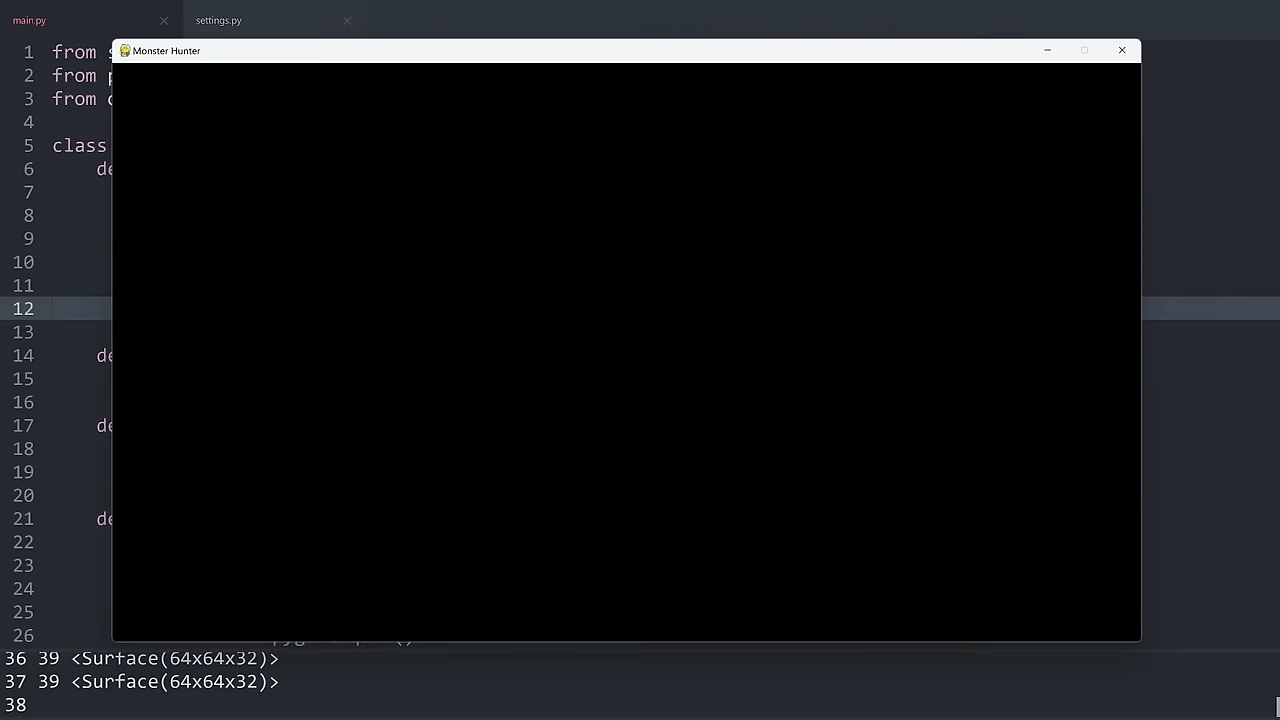 main.py
settings.py
Monster Hunter
1 from
2 from
3 from
4
5 class
6
7
8
9
10
11
12
13
14
15
16
17
18
19
20
21
22
23
24
25
26
36 39 <Surface(64x64x32)>
37 39 <Surface(64x64x32)>
38